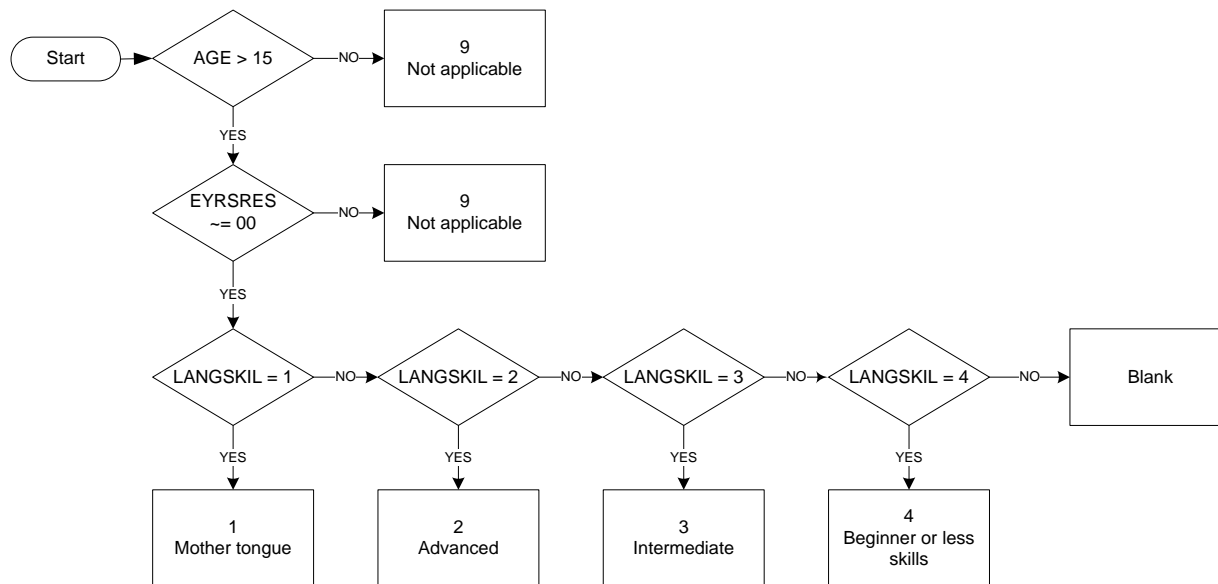 Start
AGE > 15
NO
9
Not applicable
YES
EYRSRES
~= 00
NO
9
Not applicable
YES
LANGSKIL = 1
NO
LANGSKIL = 2
NO
LANGSKIL = 3
NO
LANGSKIL = 4
NO
Blank
YES
YES
YES
YES
1
Mother tongue
2
Advanced
3
Intermediate
4
Beginner or less
skills